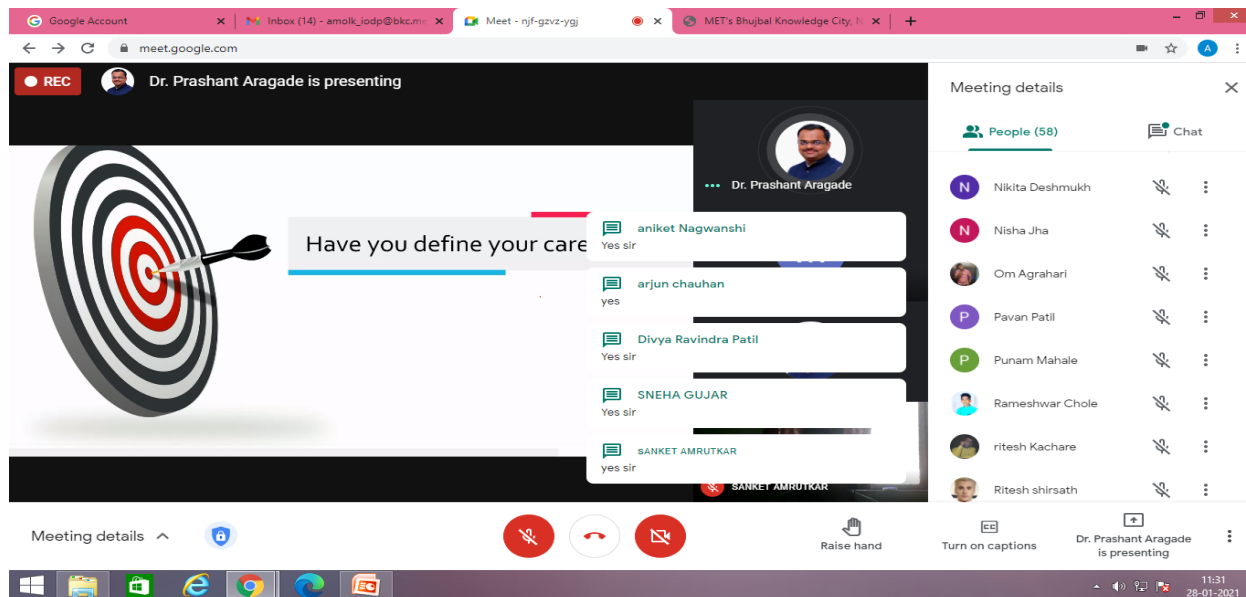 Google Account
Inbox (14) - amolk_iodp@bkc.me
Meet - njf-gzvz-ygj
MET's Bhujbal Knowledge City, N
meet.google.com
A
REC
Dr. Prashant Aragade is presenting
Meeting details
People (58)
Chat
Dr. Prashant Aragade
N Nikita Deshmukh
N Nisha Jha
Om Agrahari
P Pavan Patil
P Punam Mahale
Rameshwar Chole
ritesh Kachare
Ritesh shirsath
Have you define your care
aniket Nagwanshi
Yes sir
arjun chauhan
yes
Divya Ravindra Patil
Yes sir
SNEHA GUJAR
Yes sir
sANKET AMRUTKAR
yes sir
SANKET AMRUTKAR
Meeting details
Raise hand
Turn on captions
Dr. Prashant Aragade
is presenting
11:31
28-01-2021